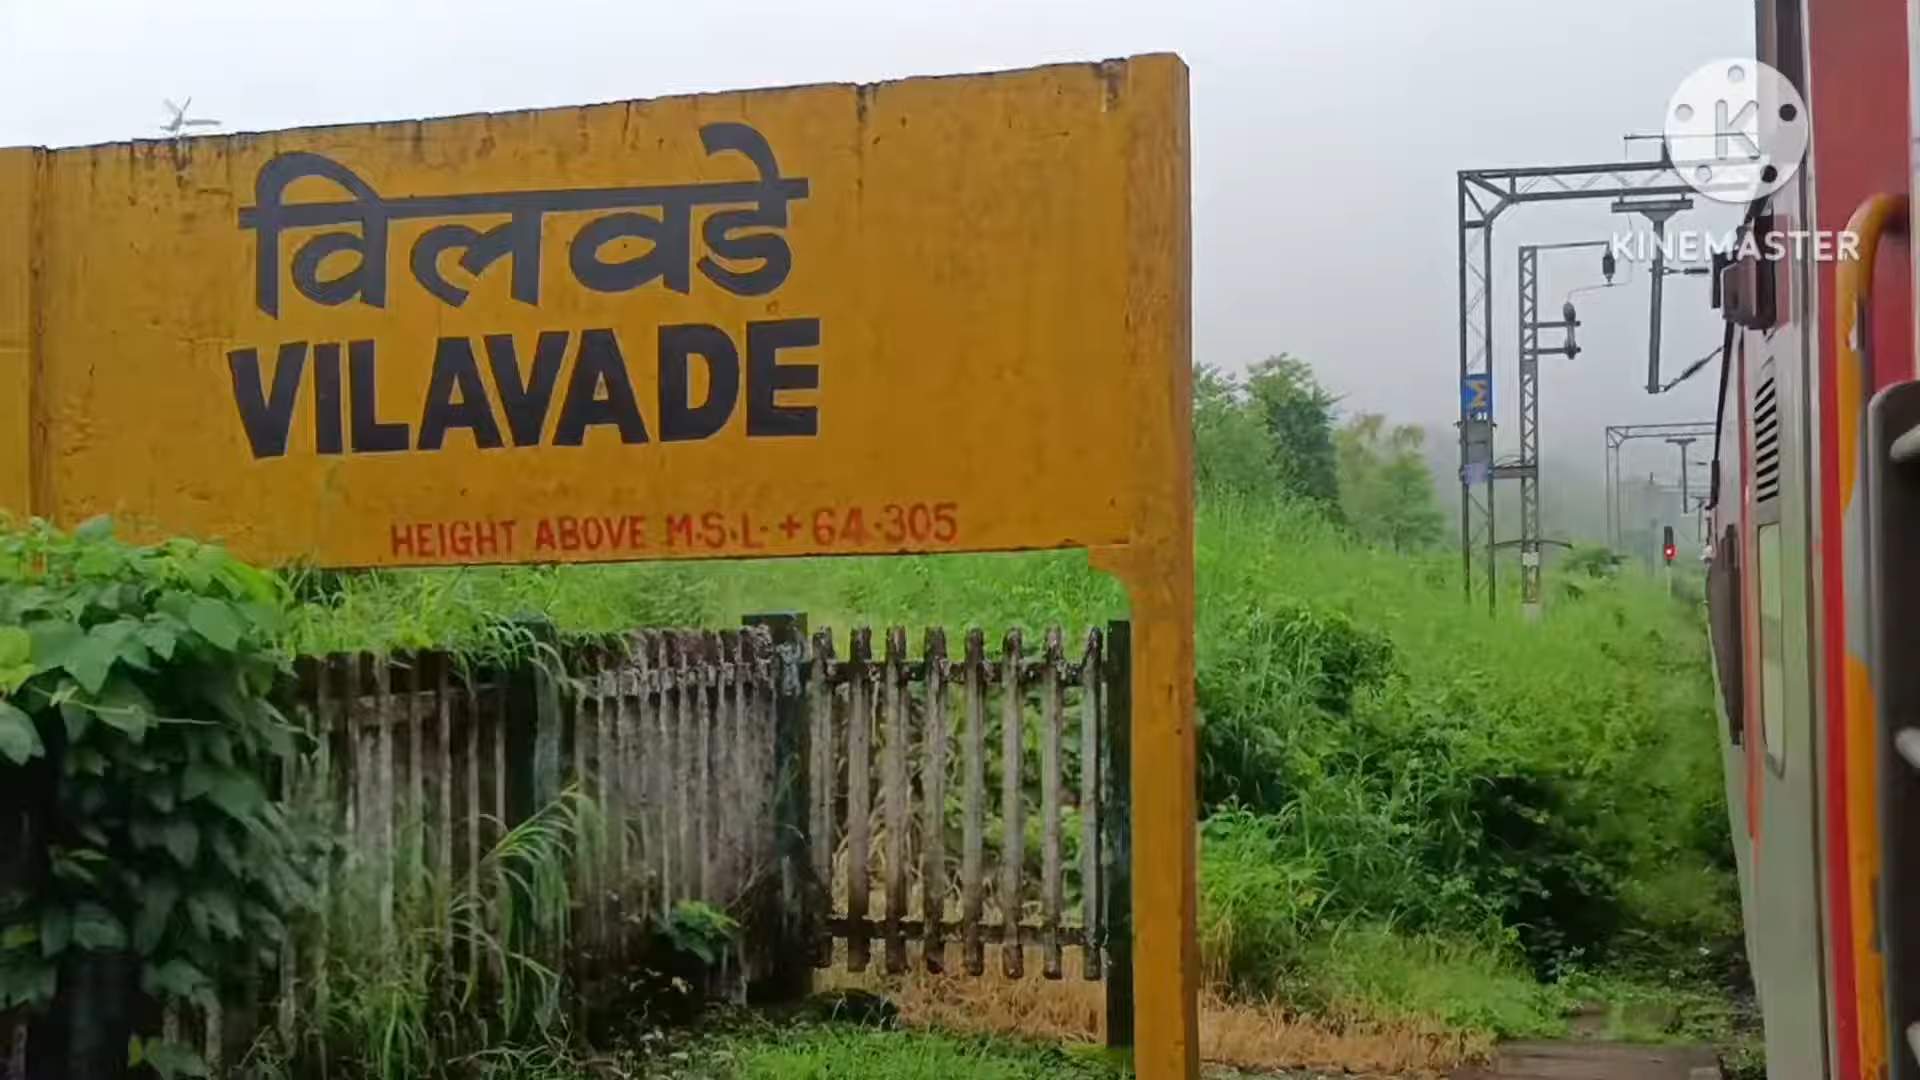 विलवडे
VILAVADE
HEIGHT ABOVE M.S.L. + 64.305
K
KINEMASTER